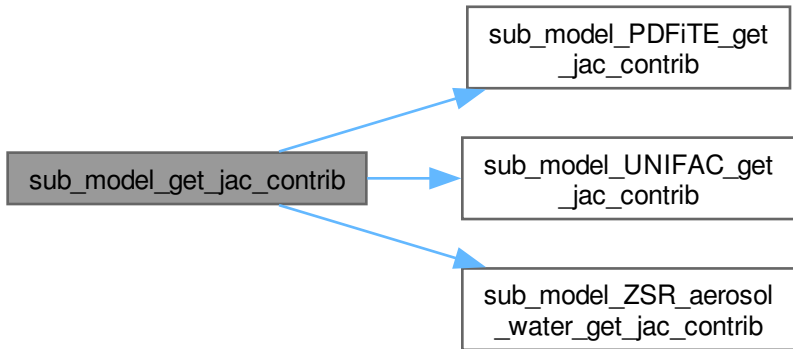 sub_model_get_jac_contrib
sub_model_PDFiTE_get
_jac_contrib
sub_model_UNIFAC_get
_jac_contrib
sub_model_ZSR_aerosol
_water_get_jac_contrib